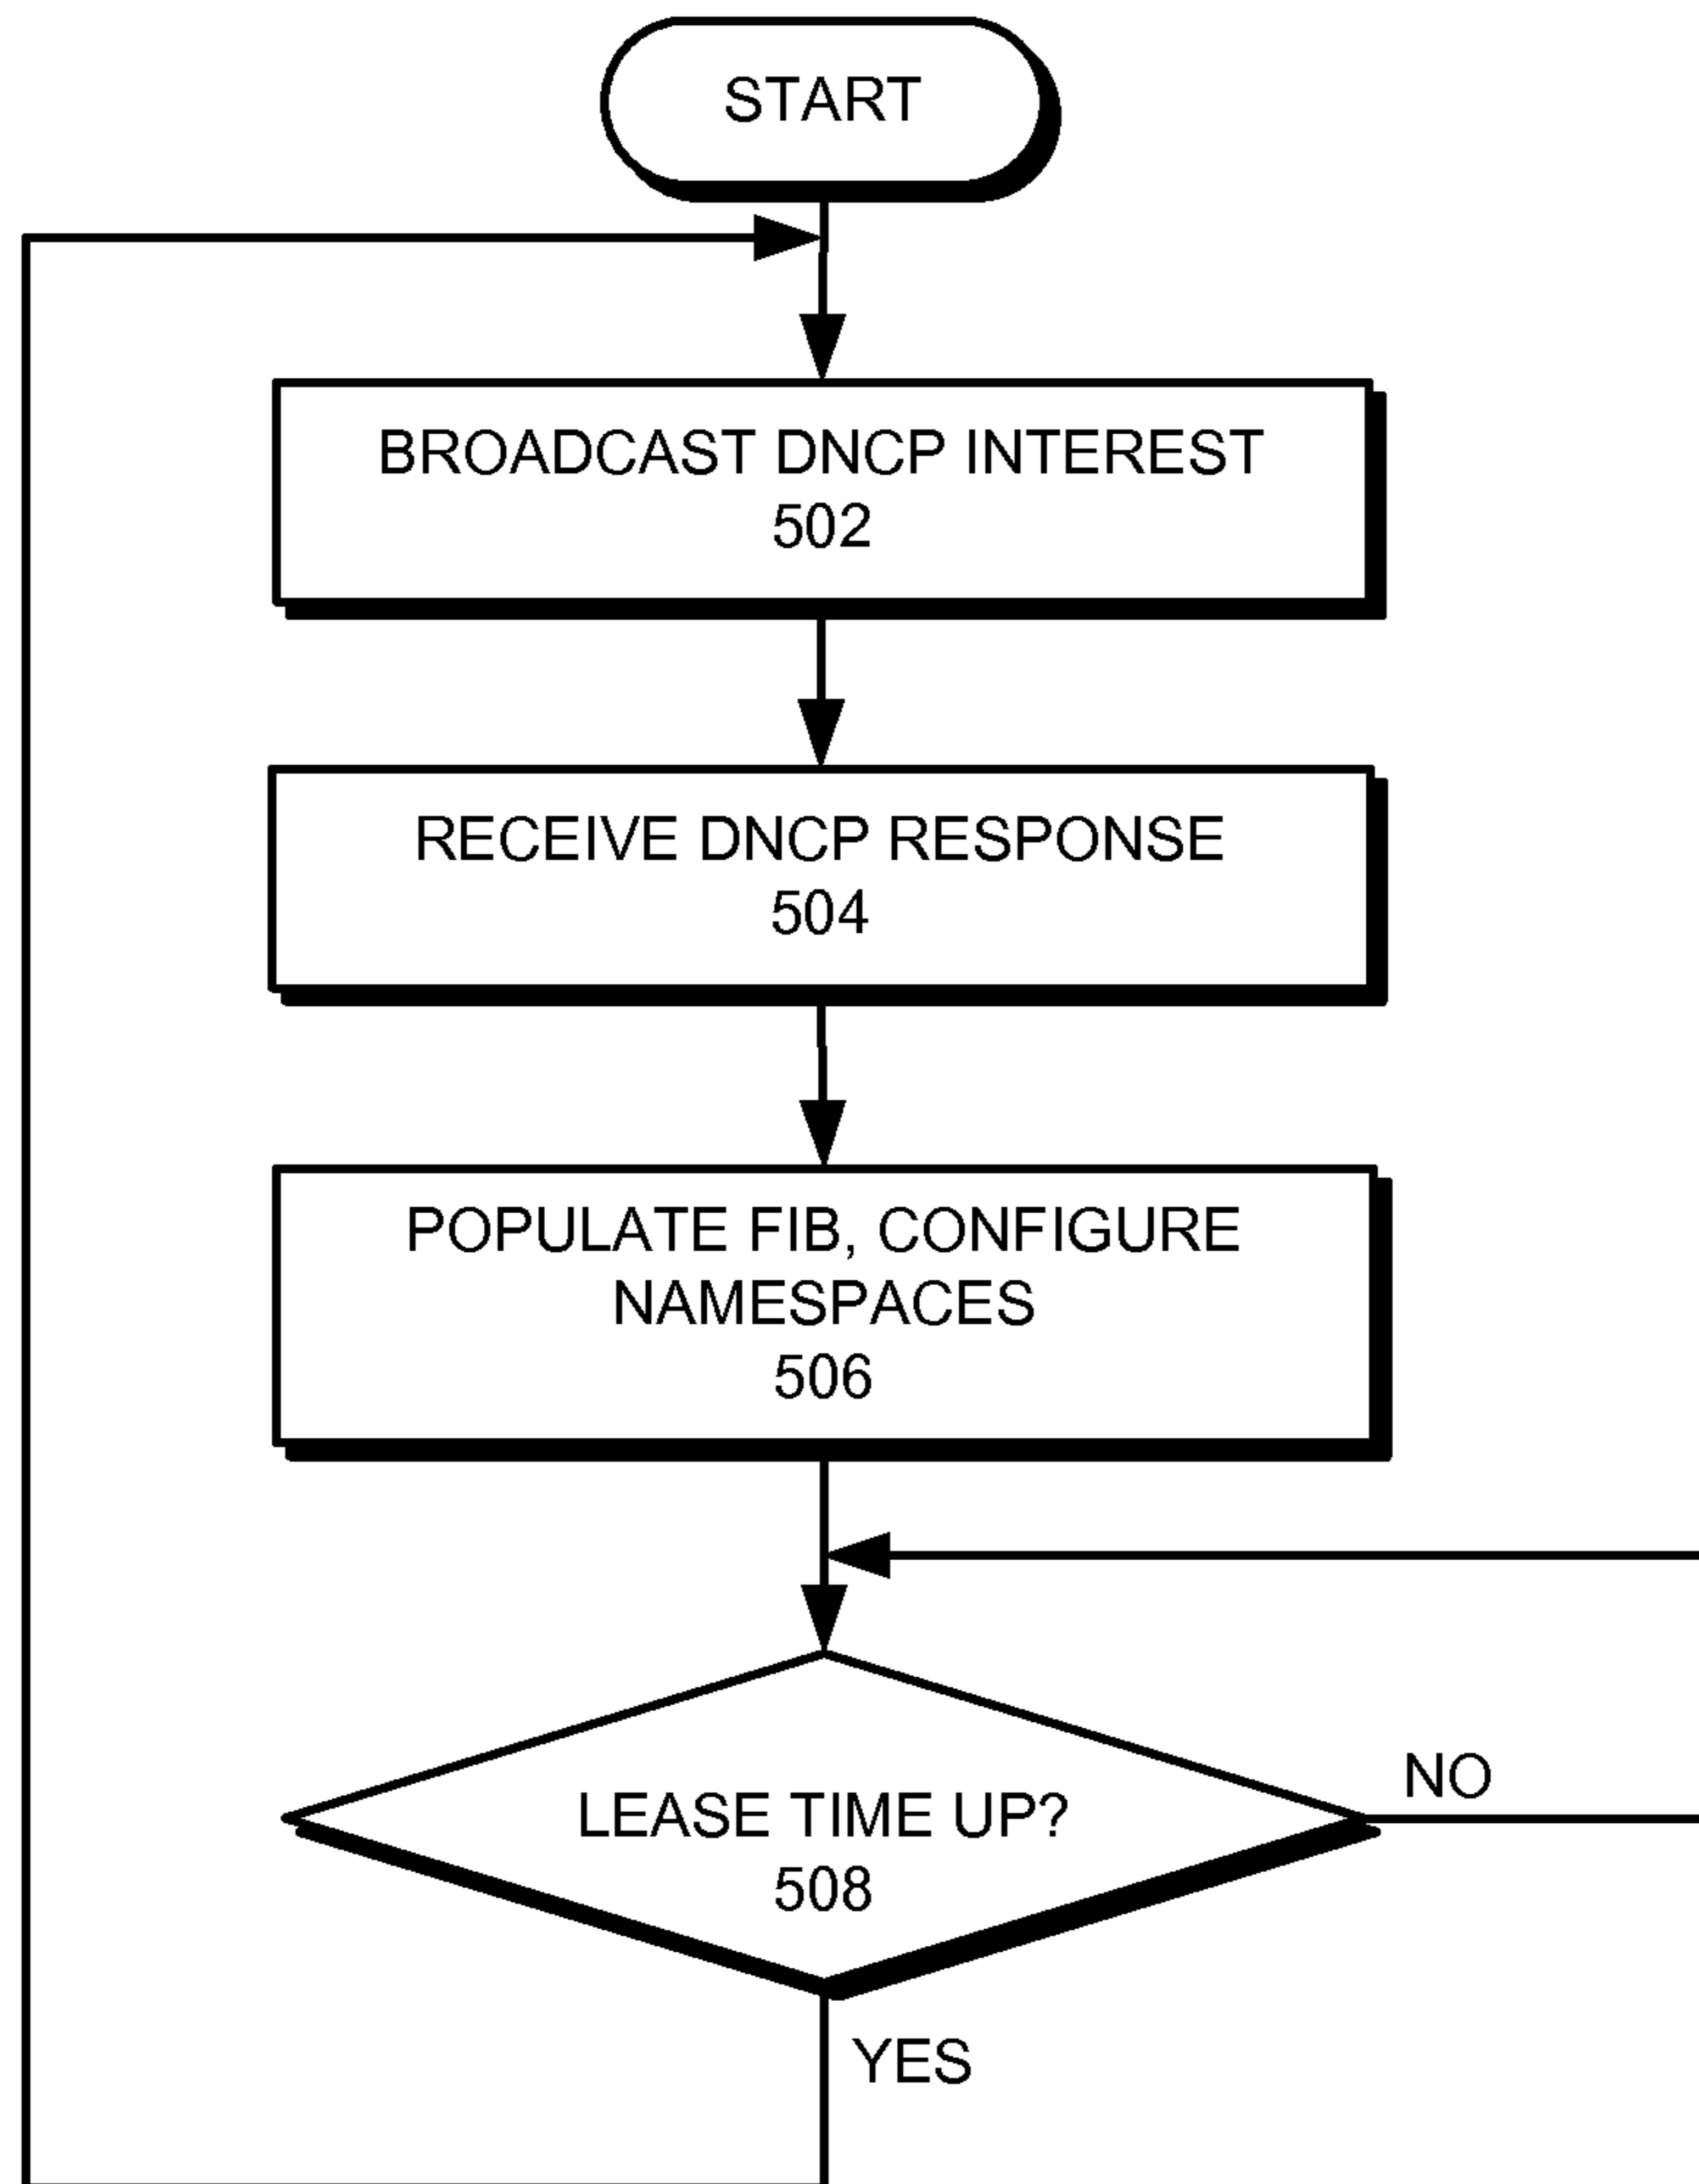 START
BROADCAST DNCP INTEREST
502
RECEIVE DNCP RESPONSE
504
POPULATE FIB, CONFIGURE
NAMESPACES
506
LEASE TIME UP?
508
NO
YES